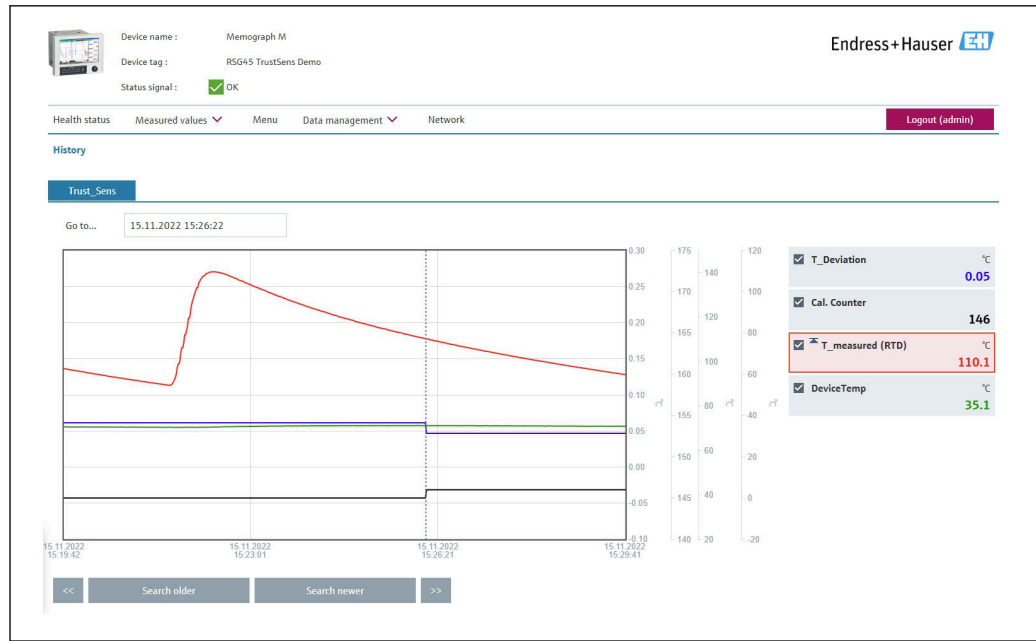 Device name : Memograph M
Endress+Hauser EH
Device tag : RSG45 TrustSens Demo
Status signal : OK
Health status Measured values Menu Data management Network Logout (admin)
History
Trust_Sens
Go to... 15.11.2022 15:26:22
0.30 175 120
140
0.25 170 100
0.20 120
165 80
0.15 100
160 60
0.10
80
155 40
0.05
60
150 20
0.00
-0.05 145 40 0
-0.10 140 20 -20
°C °C °C
T_Deviation °C
0.05
Cal. Counter
146
T_measured (RTD) °C
110.1
DeviceTemp °C
35.1
15.11.2022 15.11.2022 15.11.2022 15.11.2022
15:19:42 15:23:01 15:26:21 15:29:41
<< Search older Search newer >>